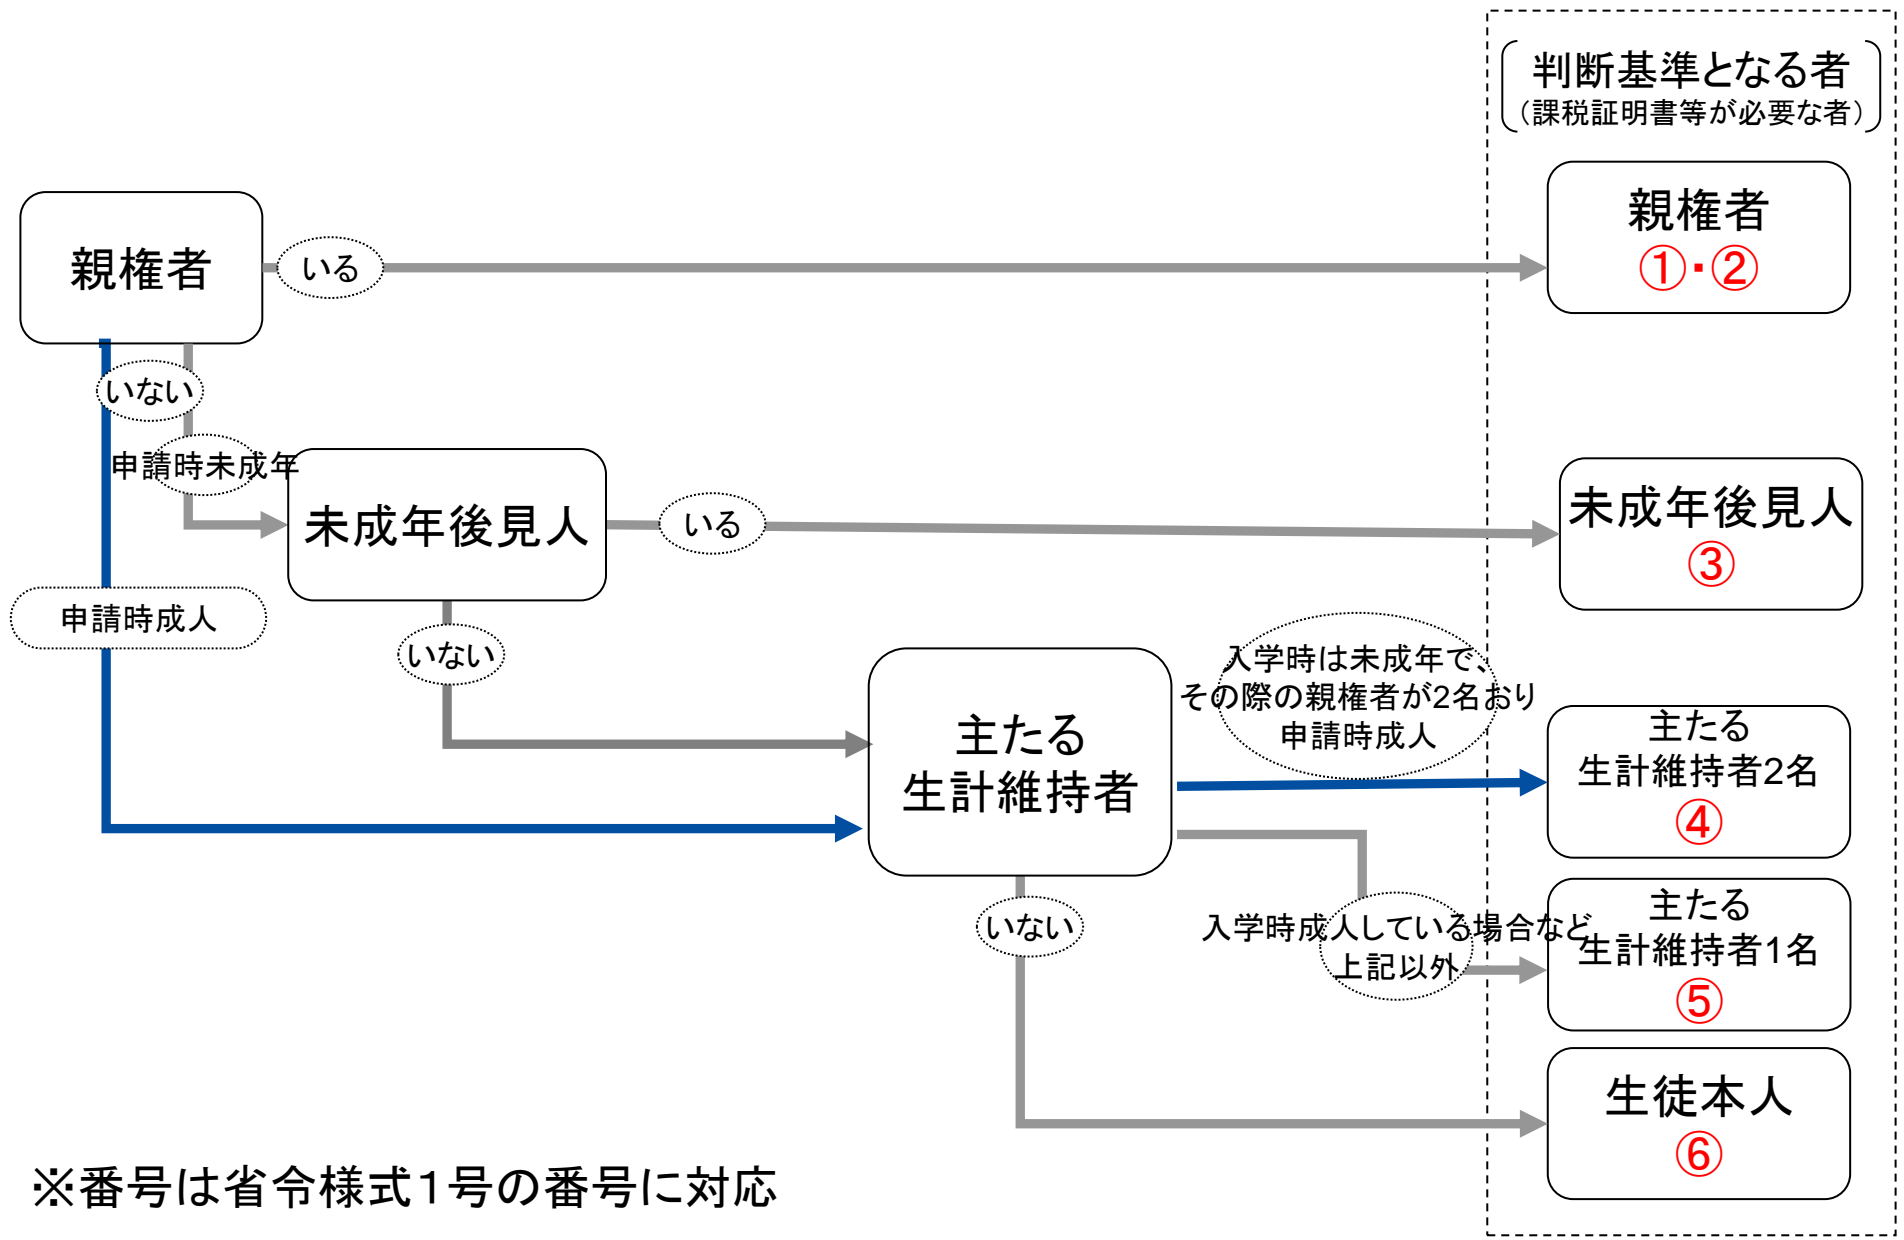 判断基準となる者
（課税証明書等が必要な者）
親権者
いる
親権者
①・②
いない
申請時未成年
未成年後見人
いる
未成年後見人
③
申請時成人
いない
主たる
生計維持者
入学時は未成年で、
その際の親権者が2名おり
申請時成人
主たる
生計維持者2名
④
いない
入学時成人している場合など
上記以外
主たる
生計維持者1名
⑤
生徒本人
⑥
※番号は省令様式１号の番号に対応